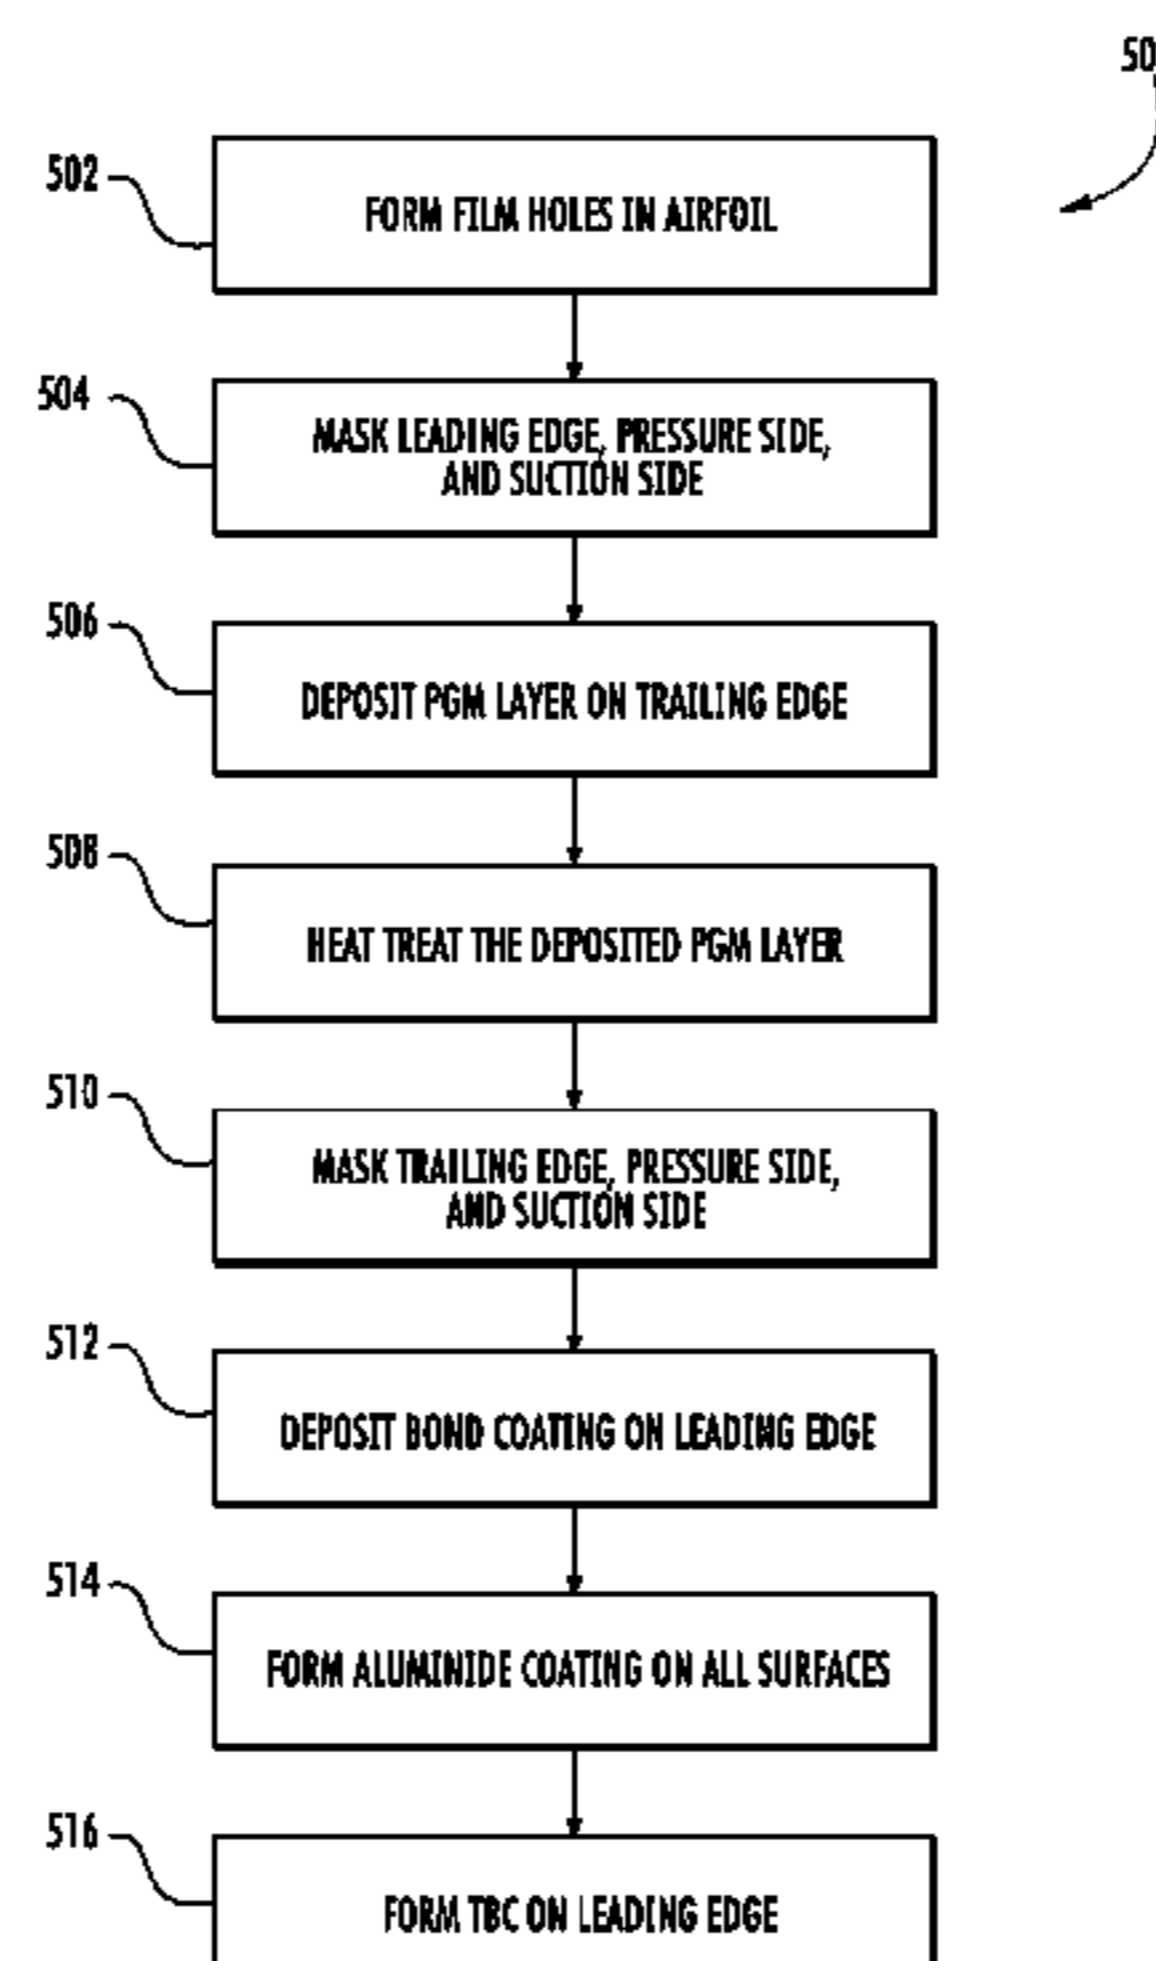 50
502
FORM FILM HOLES IN AIRFOIL
504
MASK LEADING EDGE, PRESSURE SIDE,
AND SUCTION SIDE
506
DEPOSIT PGM LAYER ON TRAILING EDGE
508
HEAT TREAT THE DEPOSITED PGM LAYER
510
MASK TRAILING EDGE, PRESSURE SIDE,
AND SUCTION SIDE
512
DEPOSIT BOND COATING ON LEADING EDGE
514
FORM ALUMINIDE COATING ON ALL SURFACES
516
FORM TBC ON LEADING EDGE